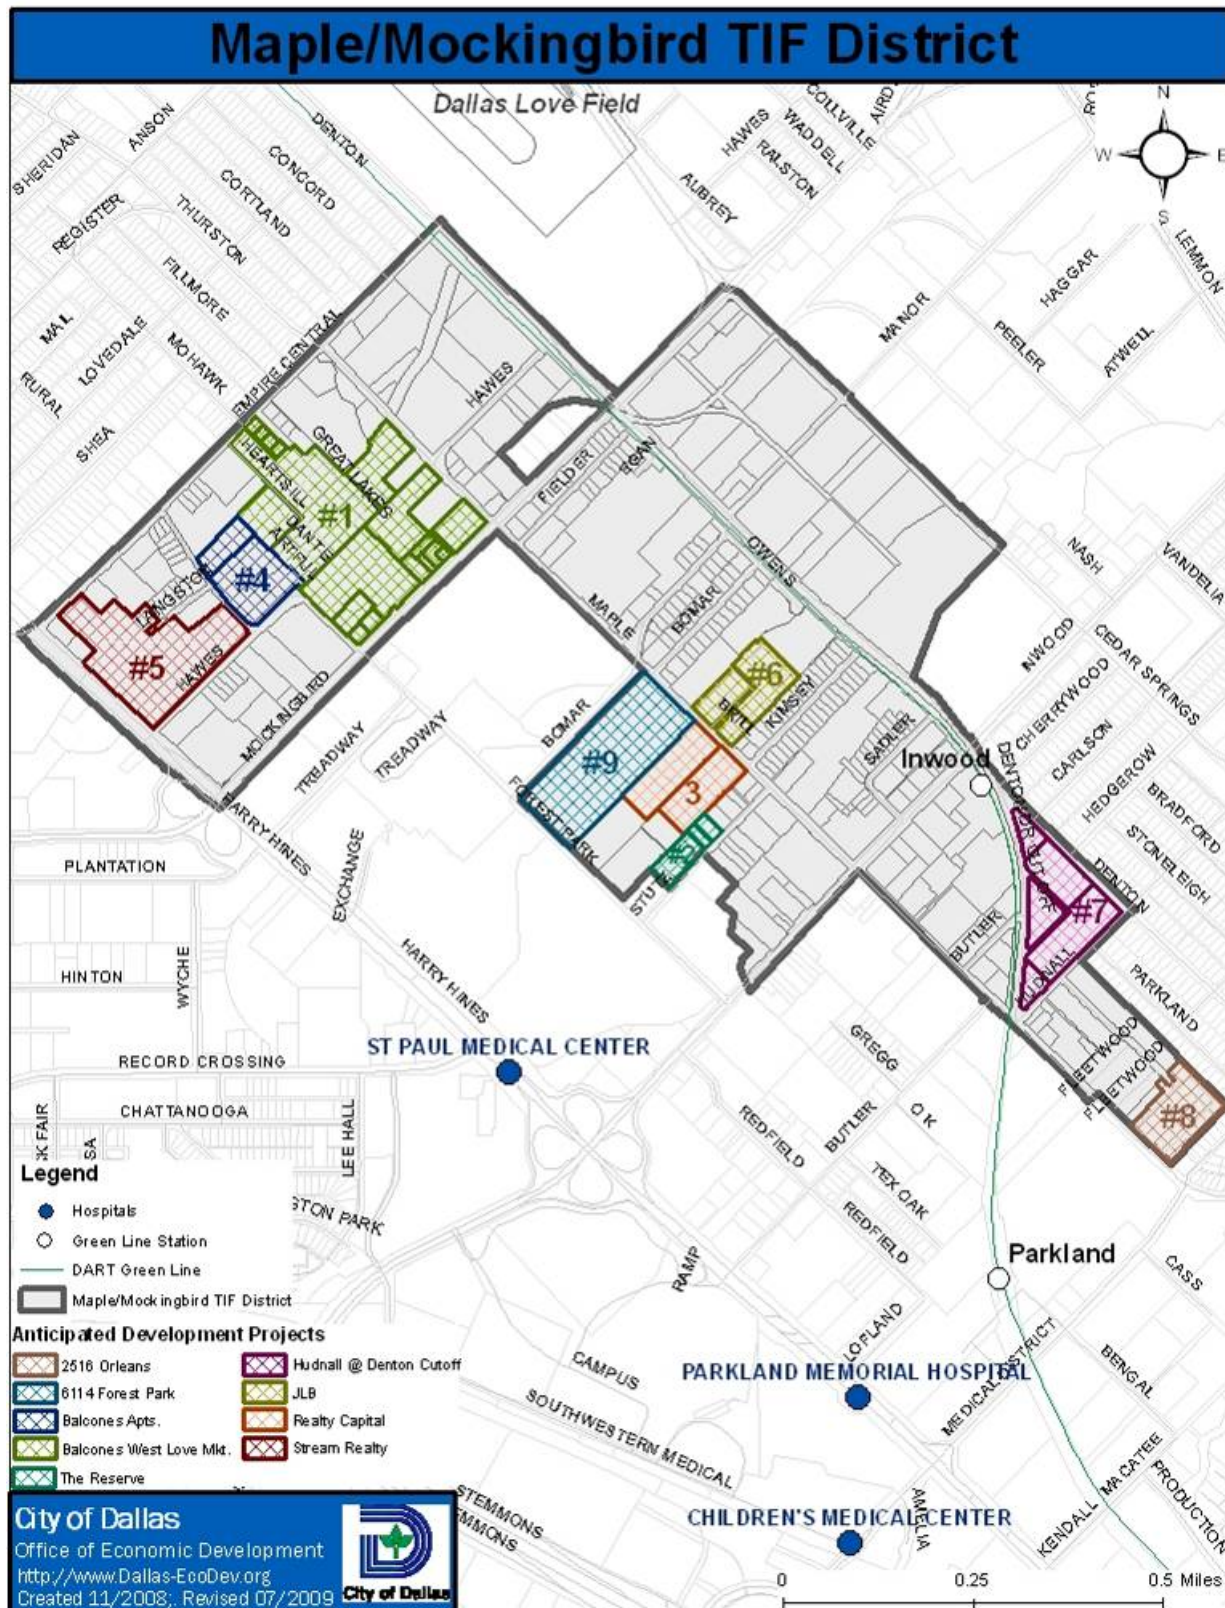 Maple/Mockingbird TIF District
Dallas Love Field
N
W
E
S
SHERIDAN
ANSON
DENTON
CONCORD
CORTLAND
THURSTON
REGISTER
FILLMORE
HAWES
WADDELL
COLLVILLE
RALSTON
AUBREY
LEMMON
HAGGAR
MANOR
PEELER
ATWELL
MAIL
LOVEDALE
MOHAWK
RURAL
SHEA
EMPIRE CENTRAL
HAWES
GREAT LAKES
HEARTSILL
#1
DANTE
ARTFUL
FIELDER
EGAN
OWENS
NASH
VANDELIA
LANGSTON
#4
#5
HAWES
MOCKINGBIRD
MAPLE
BOMAR
INWOOD
CEDAR SPRINGS
CHERRYWOOD
CARLSON
HEDGEROW
BRADFORD
STONELEIGH
#6
BRILL
KIMSEY
SADLER
Inwood
BOMAR
TREADWAY
TREADWAY
#9
3
FOREST PARK
HARRY HINES
DENTON
#7
BUTLER
HUDNALL
PARKLAND
PLANTATION
EXCHANGE
HINTON
WYCHE
HARRY HINES
ST PAUL MEDICAL CENTER
RECORD CROSSING
CHATTANOOGA
LEE HALL
GREGG
BUTLER
OK
REDFIELD
TEX OAK
REDFIELD
FLEETWOOD
FLEETWOOD
#8
Legend
Hospitals
Green Line Station
DART Green Line
Maple/Mockingbird TIF District
RAMP
Parkland
CASS
LOFLAND
BENGAL
CAMPUS
PARKLAND MEMORIAL HOSPITAL
MEDICAL DISTRICT
SOUTHWESTERN MEDICAL
Anticipated Development Projects
2516 Orleans
Hudnall @ Denton Cutoff
6114 Forest Park
JLB
Balcones Apts.
Realty Capital
Balcones West Love Mkt.
Stream Realty
The Reserve
MACATEE
PRODUCTION
KENDALL
AMELIA
STEMMONS
CHILDREN'S MEDICAL CENTER
City of Dallas
Office of Economic Development
http://www.Dallas-EcoDev.org
Created 11/2008;. Revised 07/2009
City of Dallas
0 0.25 0.5 Miles